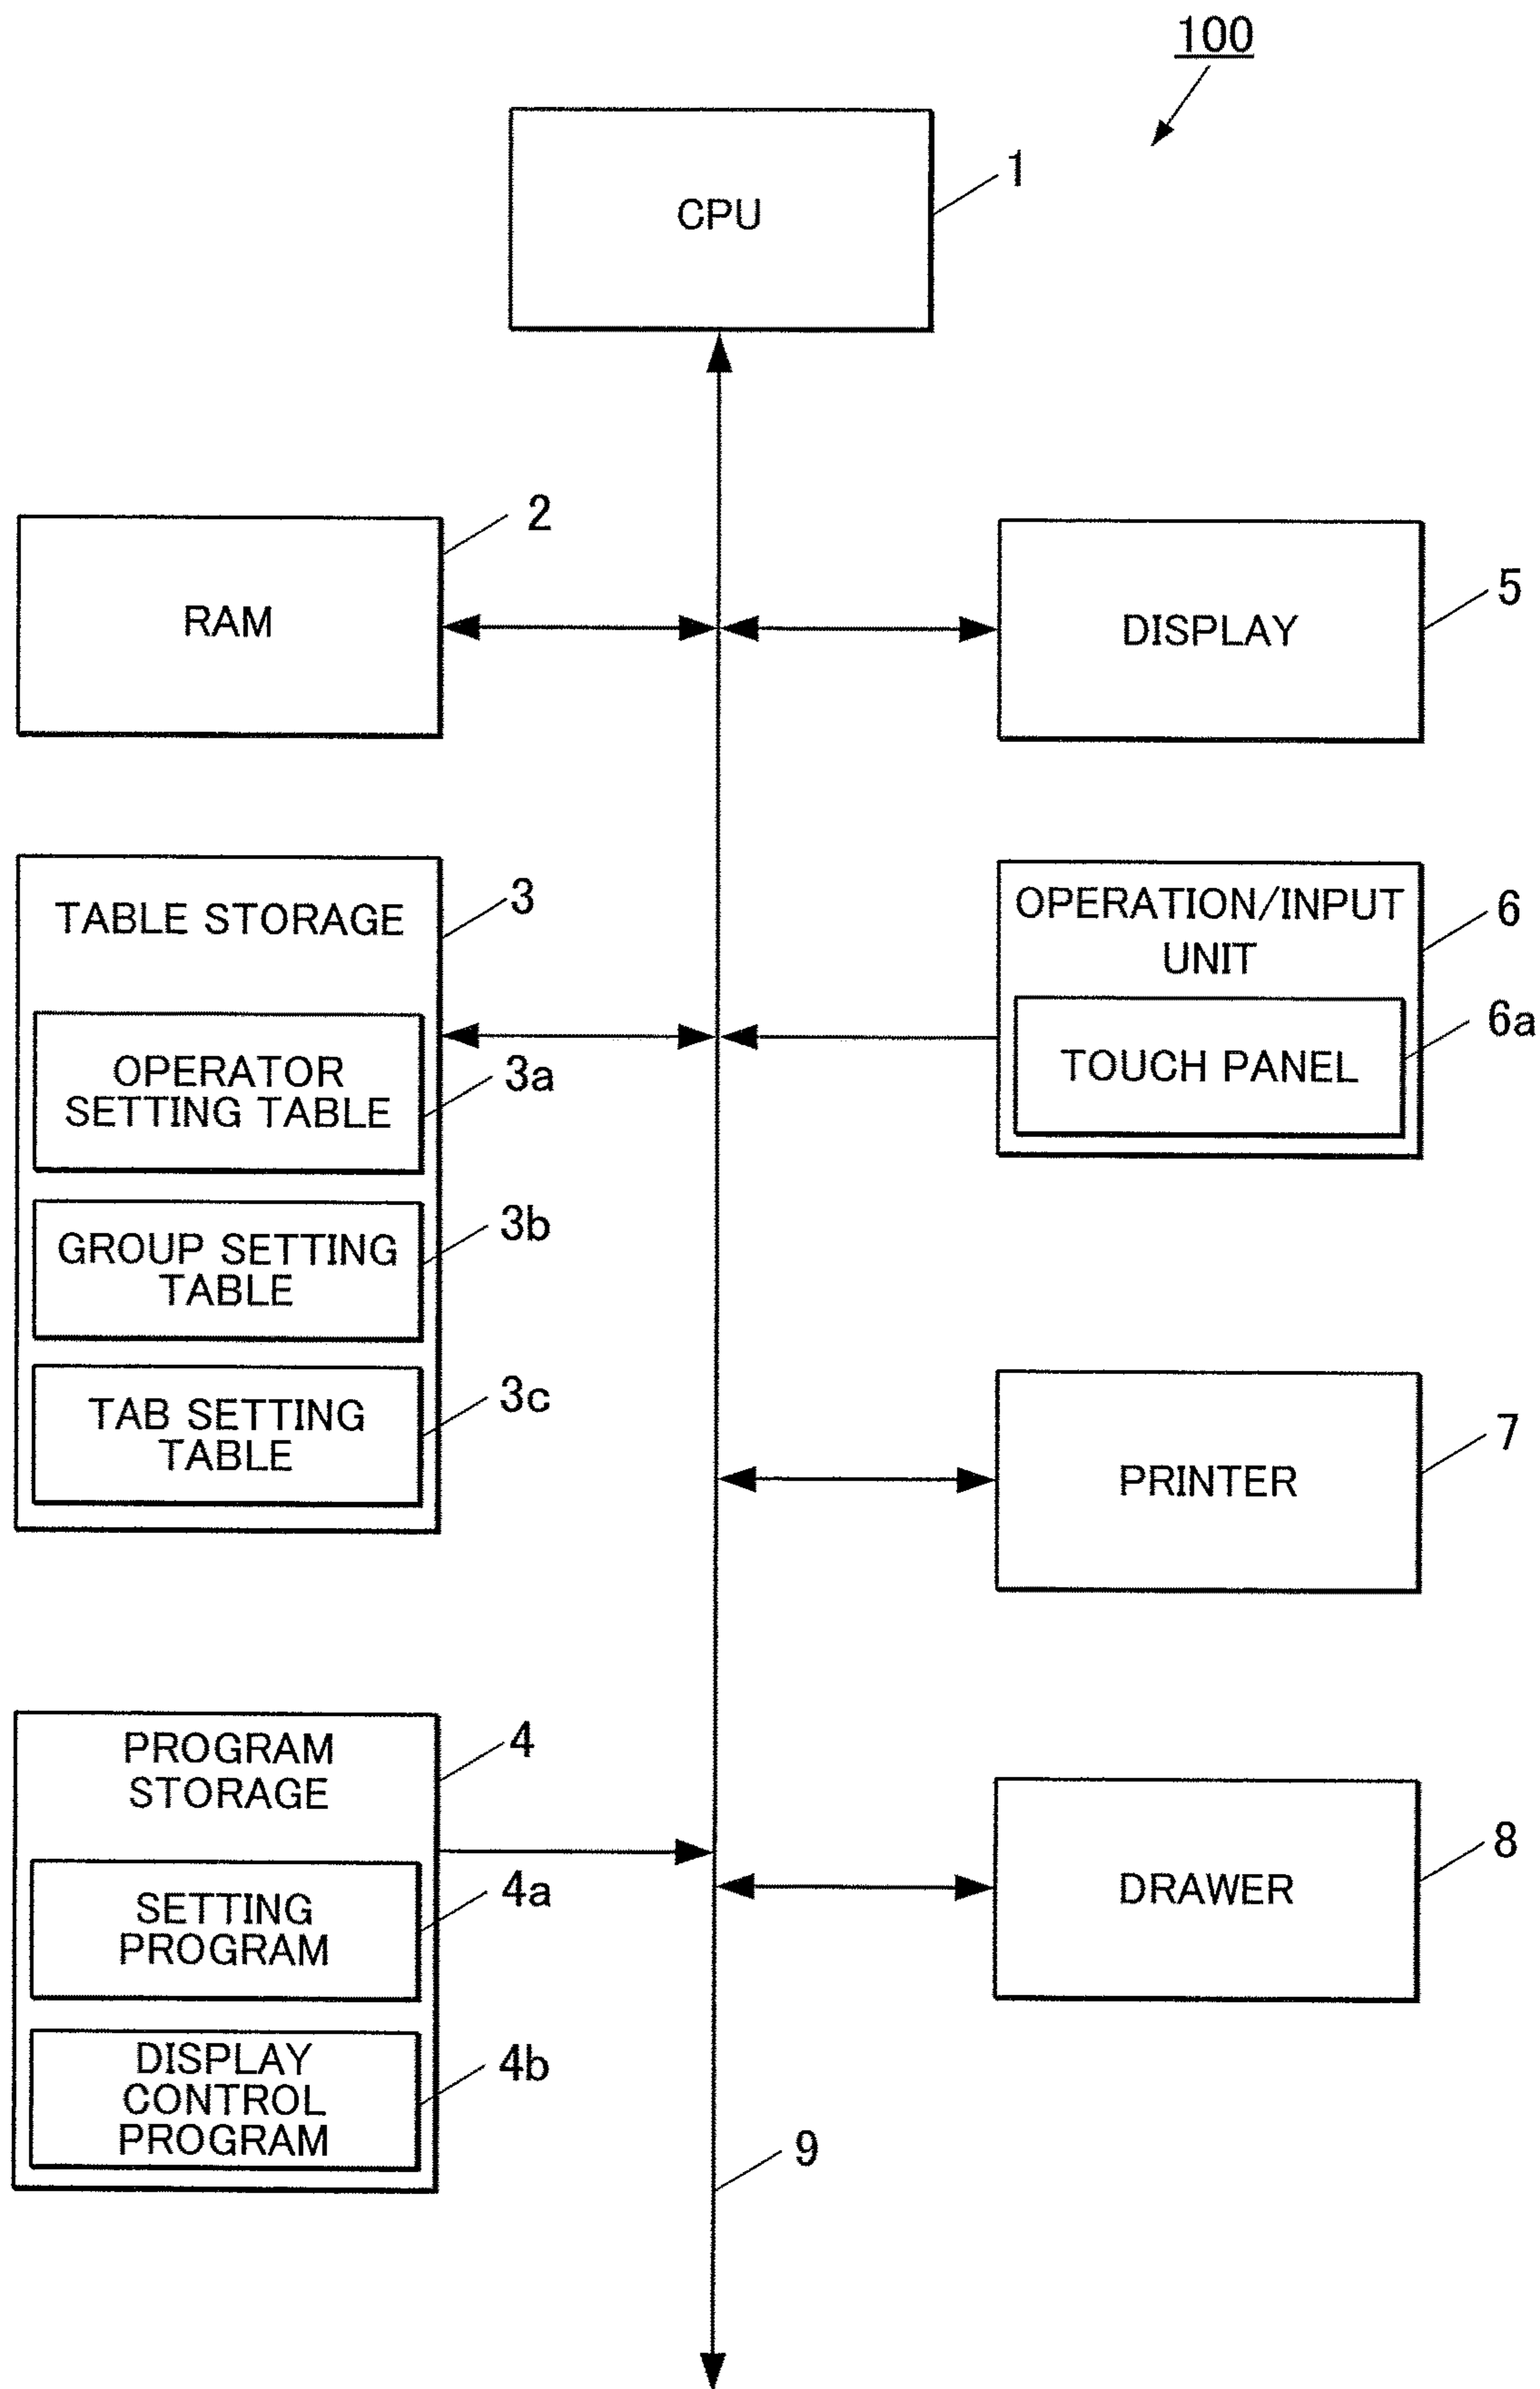 100
CPU
1
RAM
2
DISPLAY
5
TABLE STORAGE
3
OPERATOR
SETTING TABLE
3a
GROUP SETTING
TABLE
3b
TAB SETTING
TABLE
3c
OPERATION/INPUT
UNIT
6
TOUCH PANEL
6a
PRINTER
7
PROGRAM
STORAGE
4
SETTING
PROGRAM
4a
DISPLAY
CONTROL
PROGRAM
4b
DRAWER
8
9